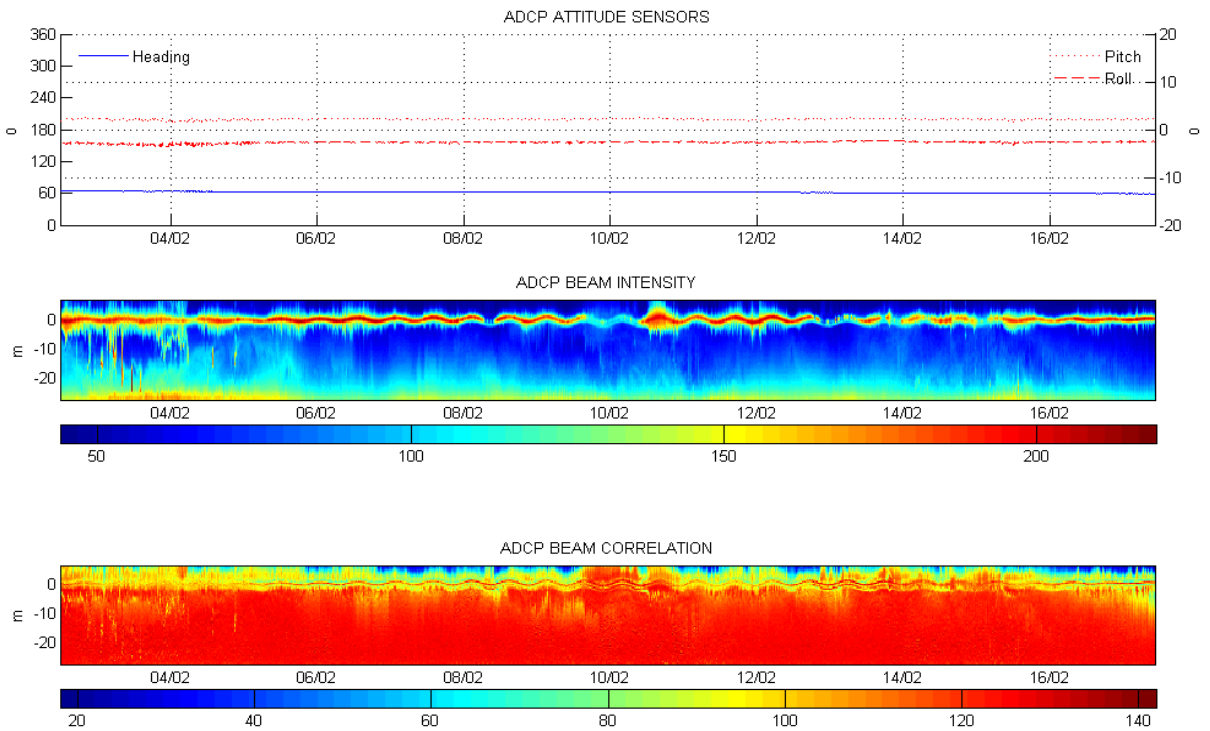 ADCP ATTITUDE SENSORS
360 20
Heading Pitch
300
10
Roll
240
180 0
0 0
120
-10
60
0 -20
04/02 06/02 08/02 10/02 12/02 14/02 16/02
ADCP BEAM INTENSITY
0
m -10
-20
04/02 06/02 08/02 10/02 12/02 14/02 16/02
50 100 150 200
ADCP BEAM CORRELATION
0
m -10
-20
04/02 06/02 08/02 10/02 12/02 14/02 16/02
20 40 60 80 100 120 140